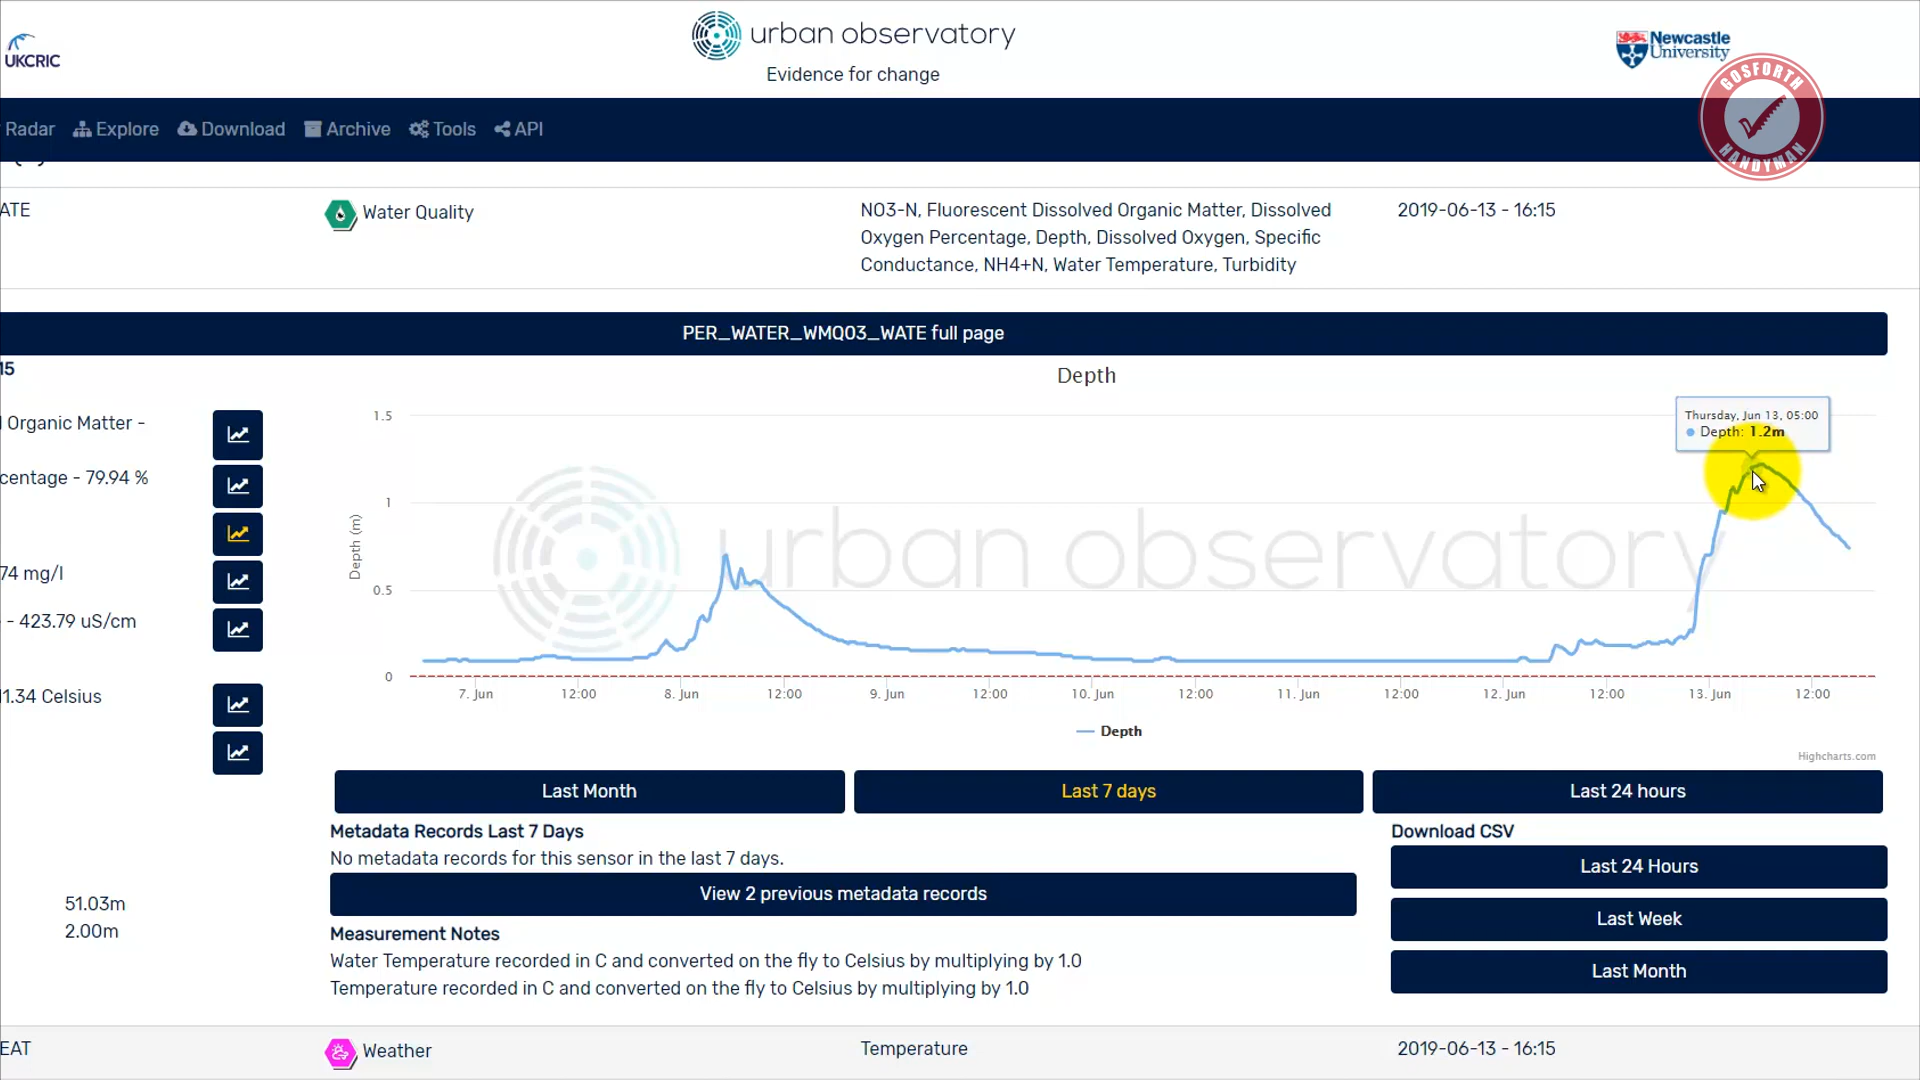 UKCRIC
urban observatory
Evidence for change
Newcastle
University
GOSFORTH
HANDYMAN
Radar Explore Download Archive Tools API
ATE
Water Quality
NO3-N, Fluorescent Dissolved Organic Matter, Dissolved
Oxygen Percentage, Depth, Dissolved Oxygen, Specific
Conductance, NH4+N, Water Temperature, Turbidity
2019-06-13 - 16:15
PER_WATER_WMQ03_WATE full page
15
Organic Matter -
centage - 79.94 %
74 mg/l
- 423.79 uS/cm
11.34 Celsius
51.03m
2.00m
Depth
1.5
1
0.5
0
Depth (m)
urban observatory
Thursday, Jun 13, 05:00
Depth: 1.2m
7. Jun 12:00 8. Jun 12:00 9. Jun 12:00 10. Jun 12:00 11. Jun 12:00 12. Jun 12:00 13. Jun 12:00
Depth
Highcharts.com
Last Month
Last 7 days
Last 24 hours
Metadata Records Last 7 Days
No metadata records for this sensor in the last 7 days.
View 2 previous metadata records
Measurement Notes
Water Temperature recorded in C and converted on the fly to Celsius by multiplying by 1.0
Temperature recorded in C and converted on the fly to Celsius by multiplying by 1.0
Download CSV
Last 24 Hours
Last Week
Last Month
EAT
Weather
Temperature
2019-06-13 - 16:15